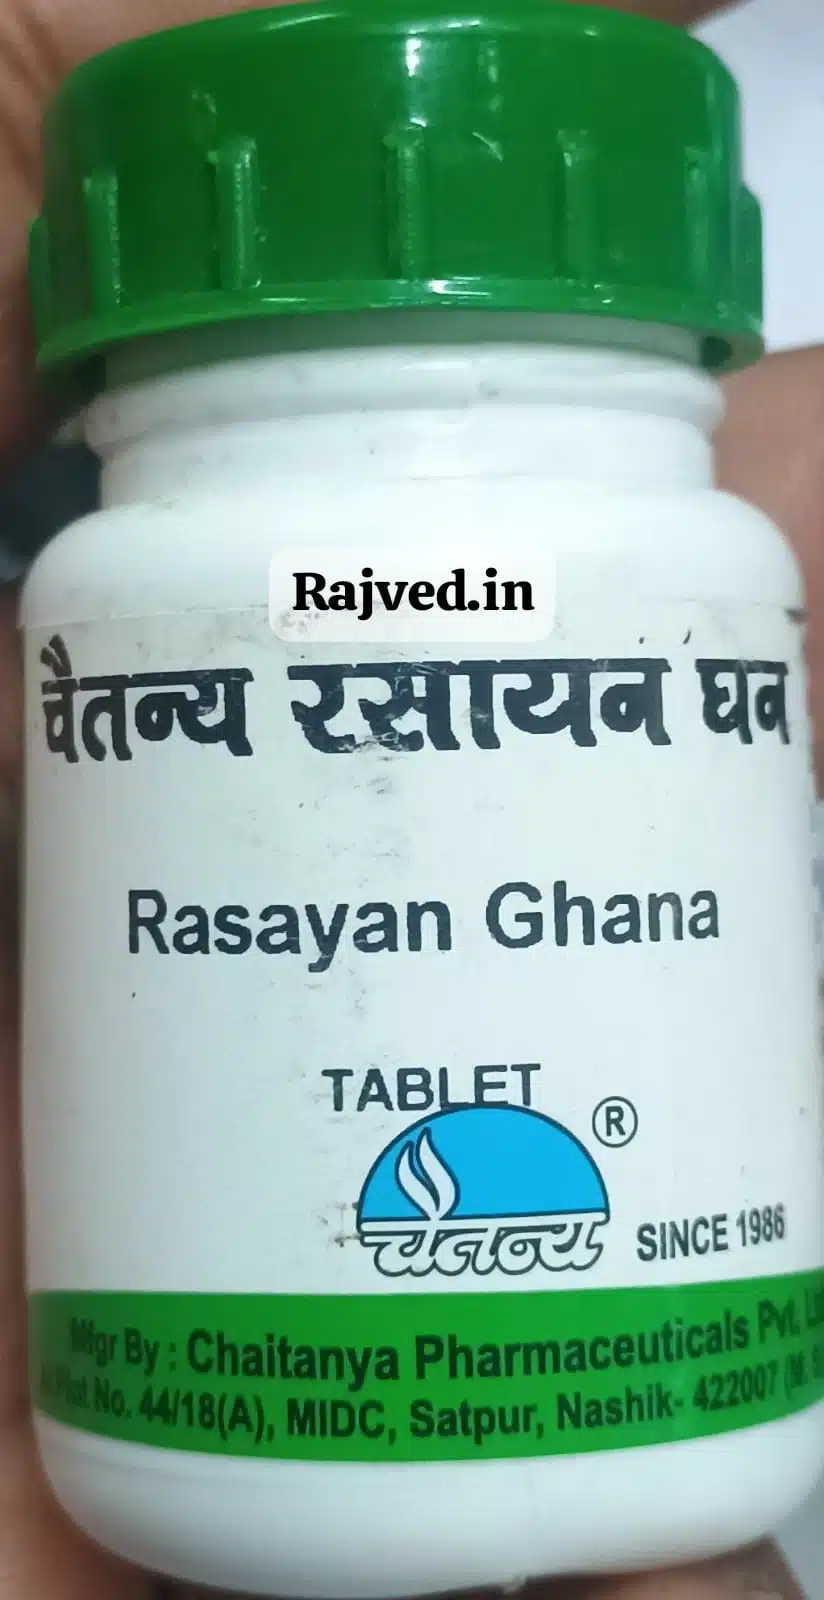 Rajved.in
चैतन्य रसायन घन
Rasayan Ghana
TABLET
®
चैतन्य
SINCE 1986
Mfgr By : Chaitanya Pharmaceuticals Pvt.
No. 44/18(A), MIDC, Satpur, Nashik- 422007